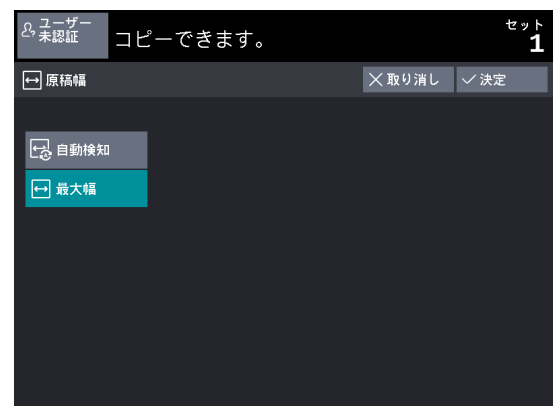 ユーザー
未認証
コピーできます。
セット
1
原稿幅
取り消し
決定
自動検知
最大幅